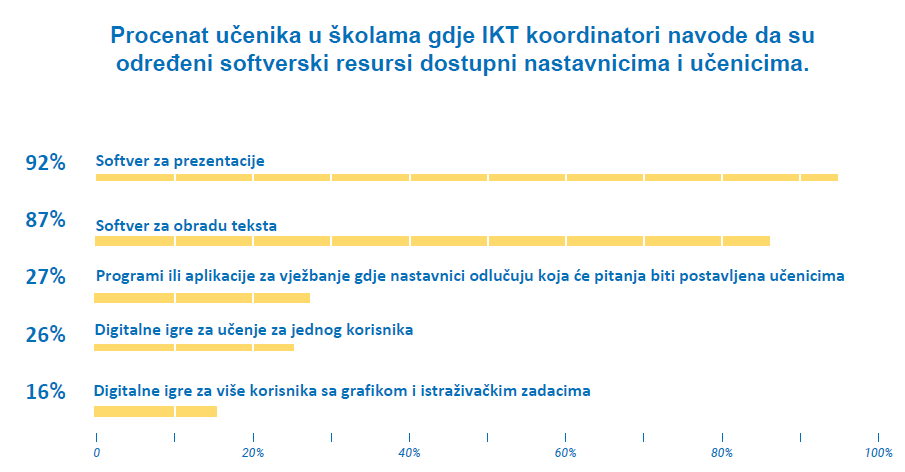 Procenat učenika u školama gdje IKT koordinatori navode da su
određeni softverski resursi dostupni nastavnicima i učenicima.
92% Softver za prezentacije
87% Softver za obradu teksta
27% Programi ili aplikacije za vježbanje gdje nastavnici odlučuju koja će pitanja biti postavljena učenicima
26% Digitalne igre za učenje za jednog korisnika
16% Digitalne igre za više korisnika sa grafikom i istraživačkim zadacima
0 20% 40% 60% 80% 100%